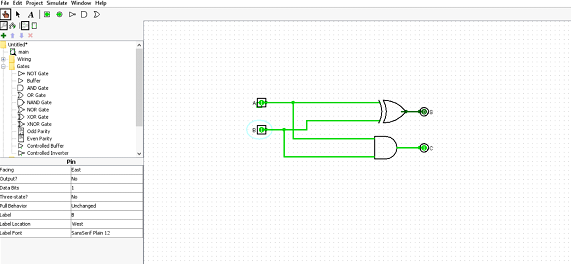 File Edit Project Simulate Window Help
A
Untitled*
main
Wiring
Gates
NOT Gate
Buffer
AND Gate
OR Gate
NAND Gate
NOR Gate
XOR Gate
XNOR Gate
Odd Parity
Even Parity
Controlled Buffer
Controlled Inverter
Pin
Facing East
Output? No
Data Bits 1
Three-state? No
Pull Behavior Unchanged
Label B
Label Location West
Label Font SansSerif Plain 12
A
B
S
C